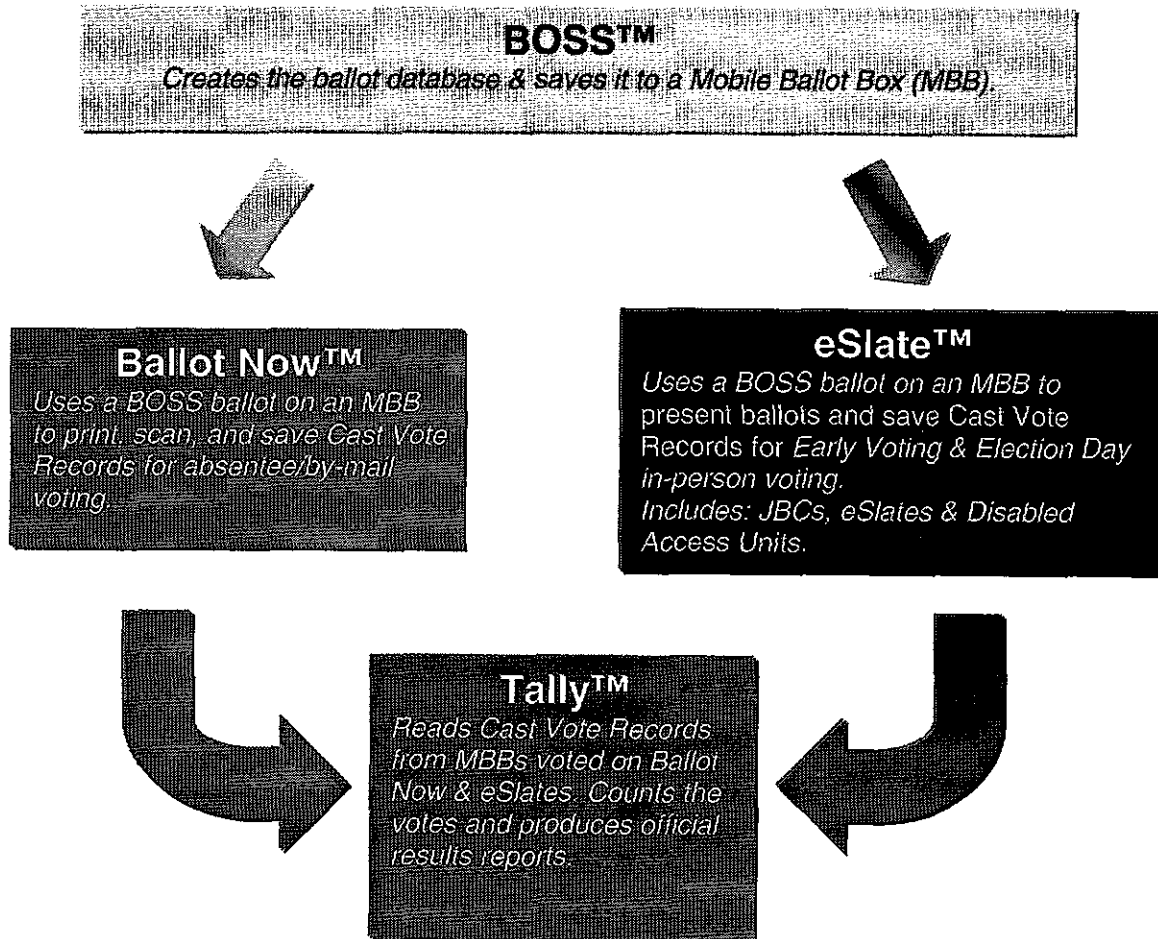 BOSS™
Creates the ballot database & saves it to a Mobile Ballot Box (MBB).
Ballot Now™
Uses a BOSS ballot on an MBB
to print, scan, and save Cast Vote
Records for absentee/by-mail
voting.
eSlate™
Uses a BOSS ballot on an MBB to
present ballots and save Cast Vote
Records for Early Voting & Election Day
in-person voting.
Includes: JBCs, eSlates & Disabled
Access Units.
Tally™
Reads Cast Vote Records
from MBBs voted on Ballot
Now & eSlates. Counts the
votes and produces official
results reports.